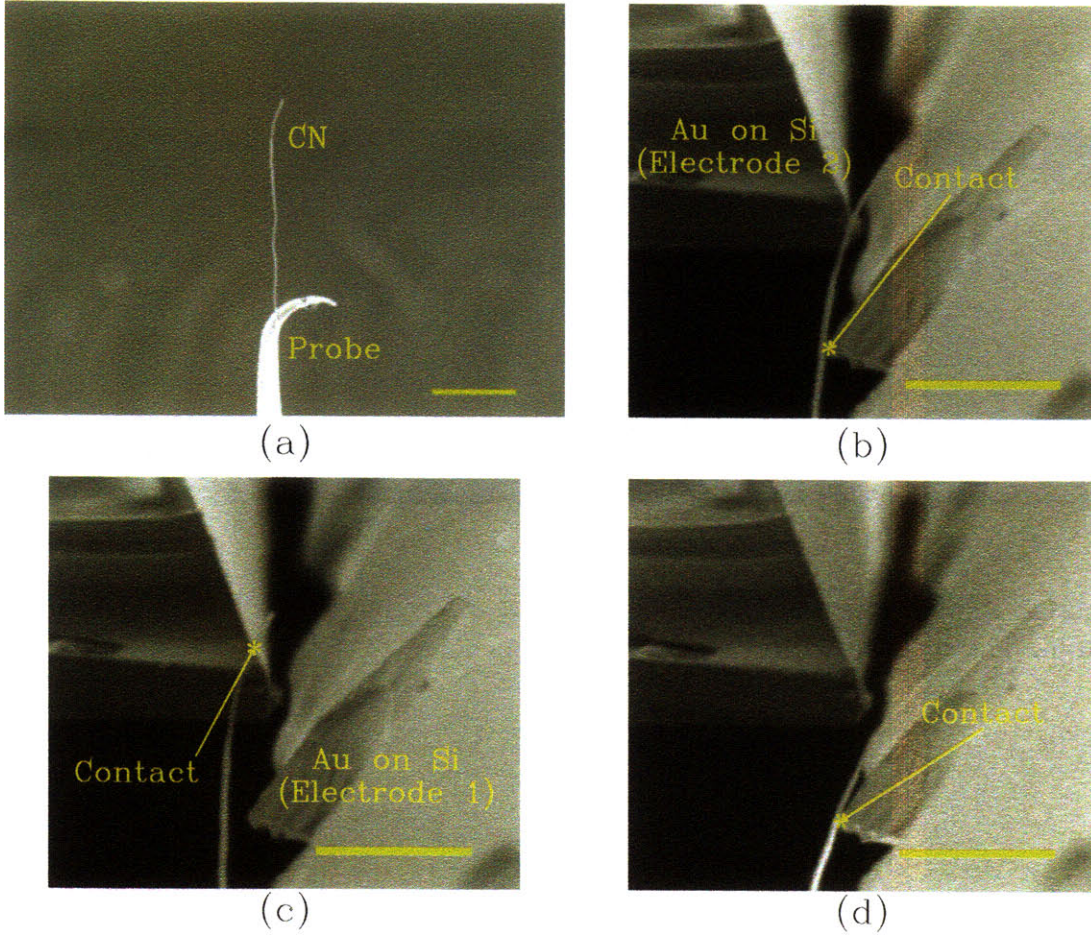 CN
Probe
(a)
Au on Si
(Electrode 2)
Contact
(b)
Contact
Au on Si
(Electrode 1)
(c)
Contact
(d)